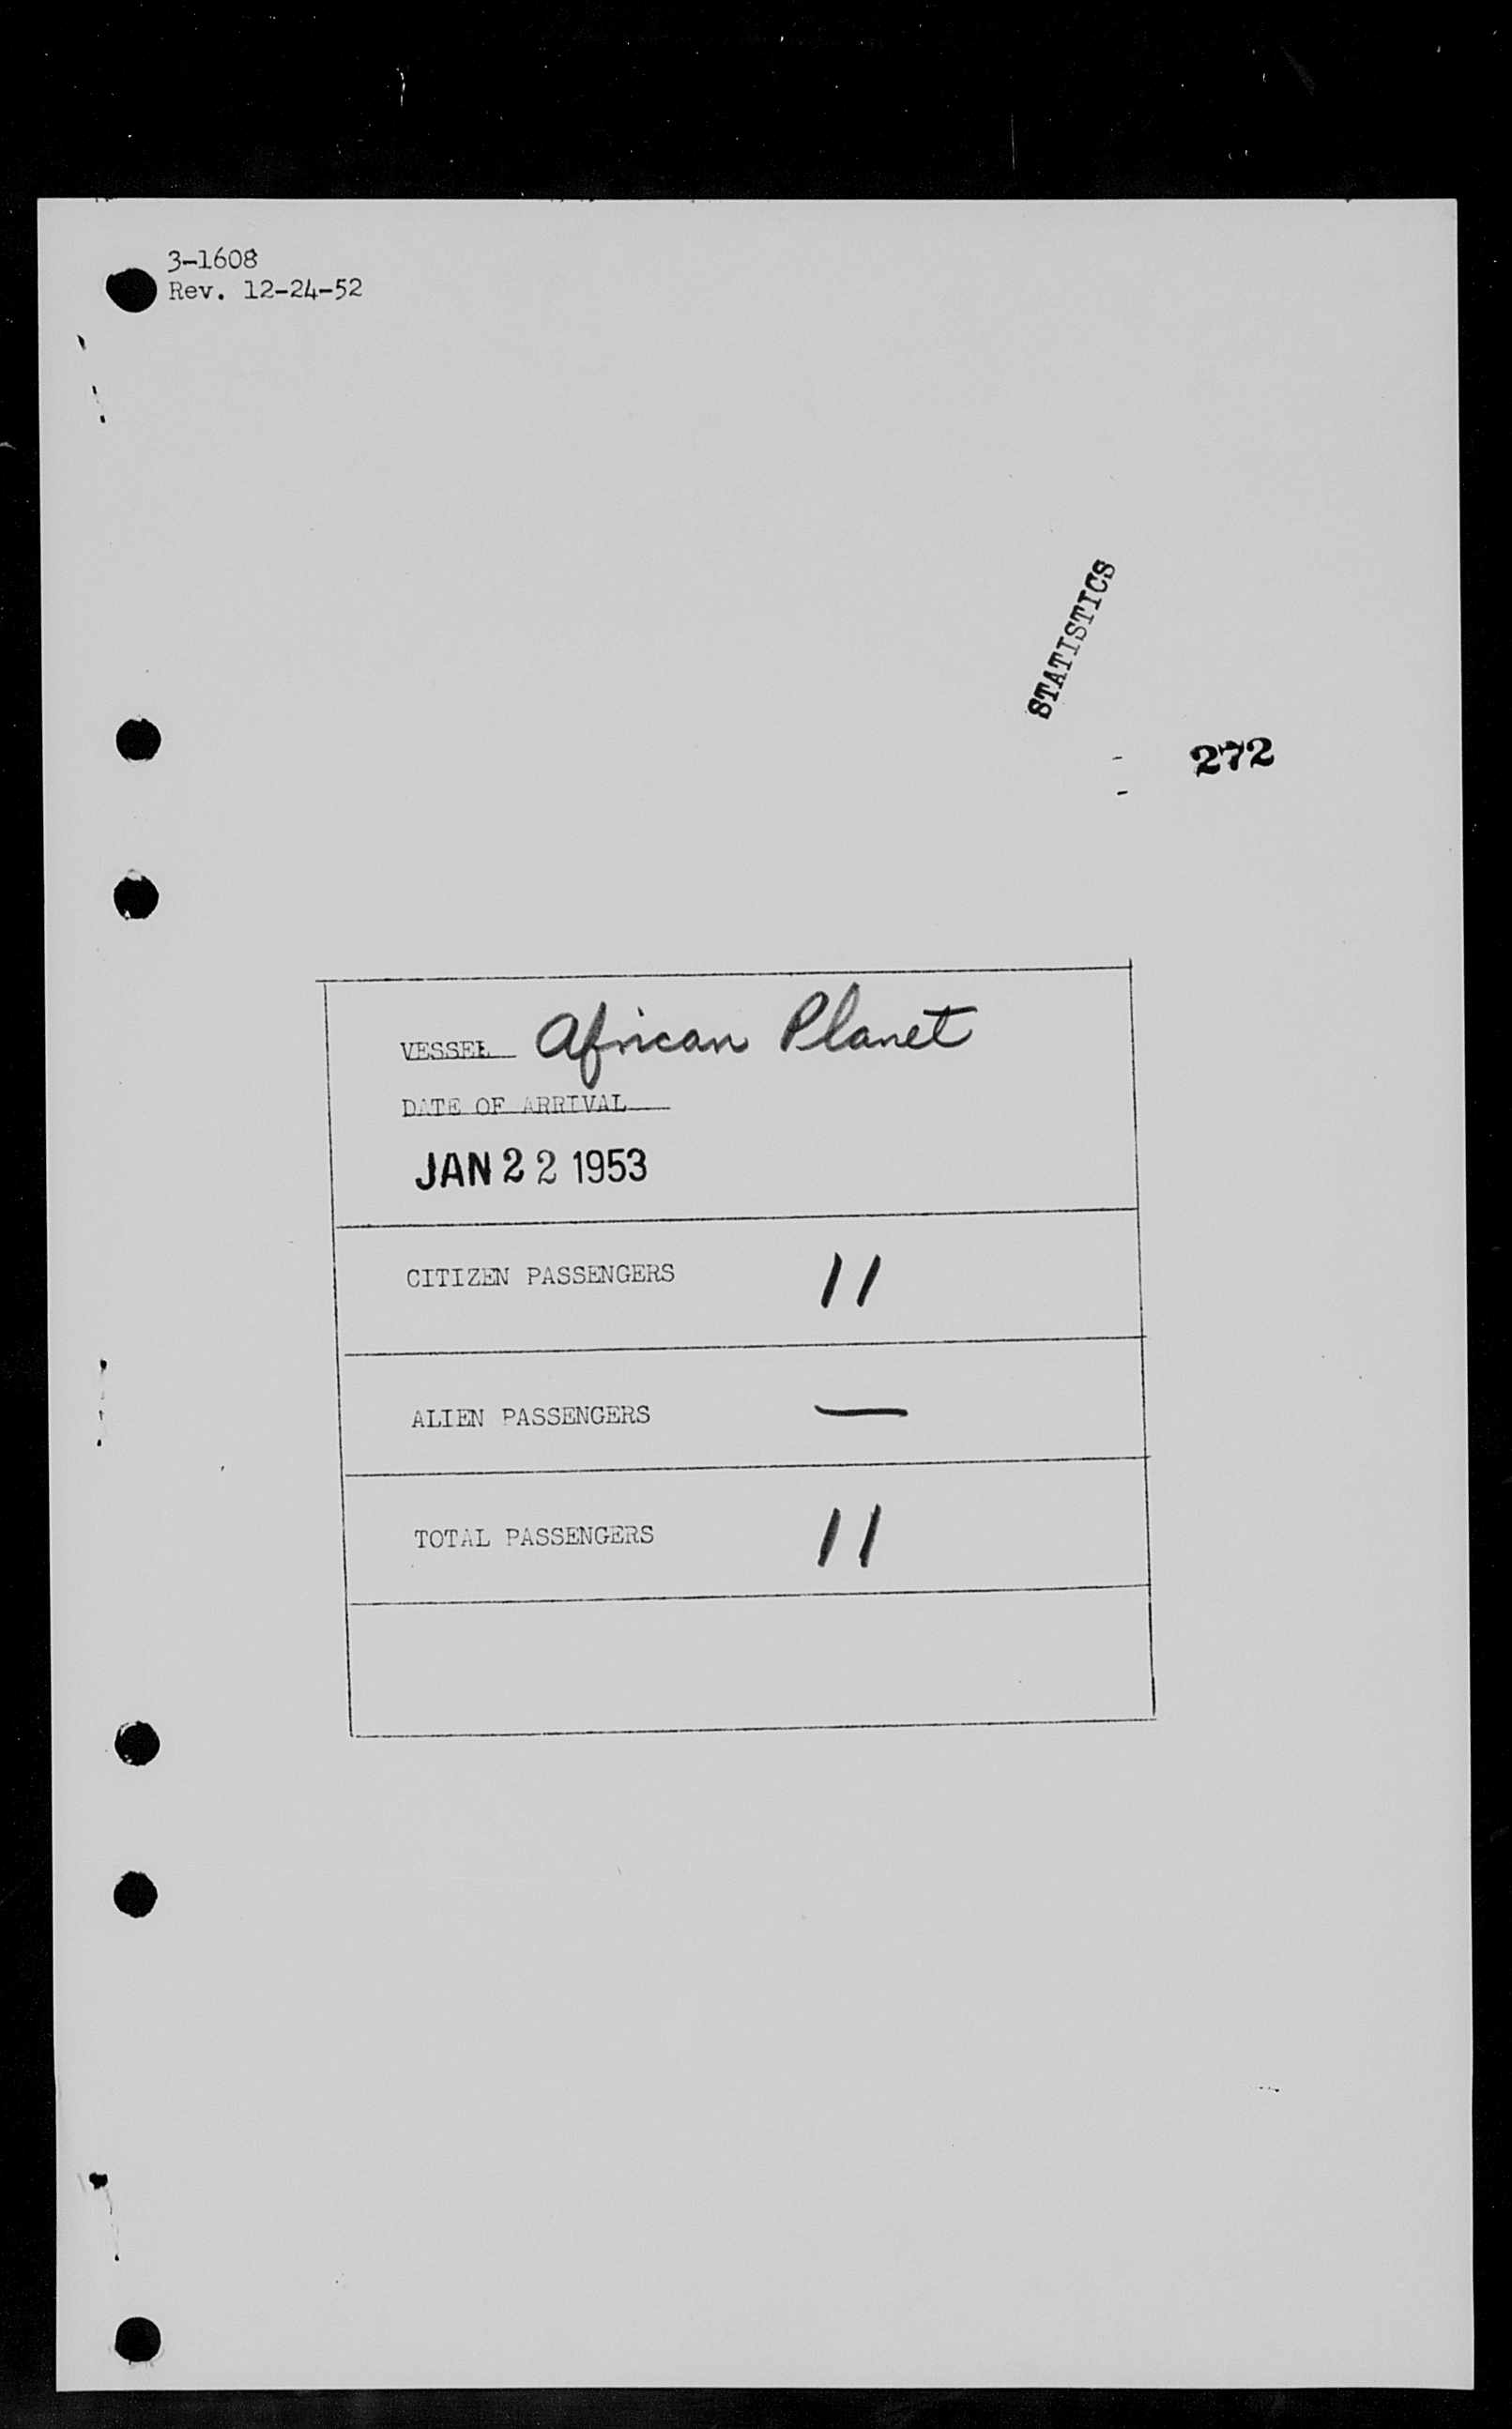 3-1608
Rev. 12-24-52
STATISTICS
272
VESSEL African Planet
DATE OF ARRIVAL
JAN 22 1953
CITIZEN PASSENGERS 11
ALIEN PASSENGERS —
TOTAL PASSENGERS 11